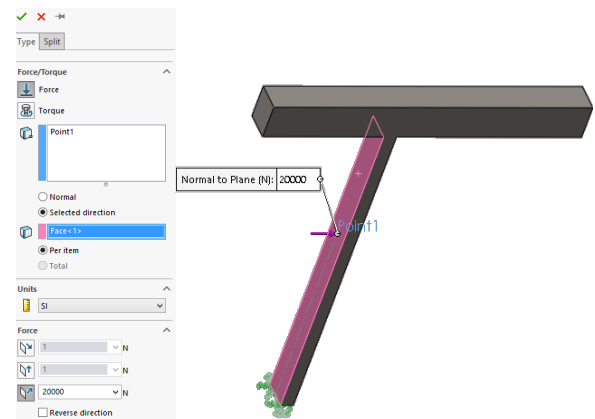 Type Split
Force/Torque
Force
Torque
Point1
Normal
Selected direction
Face<1>
Per item
Total
Units
SI
Force
1 N
1 N
20000 N
Reverse direction
Normal to Plane (N): 20000
Point1